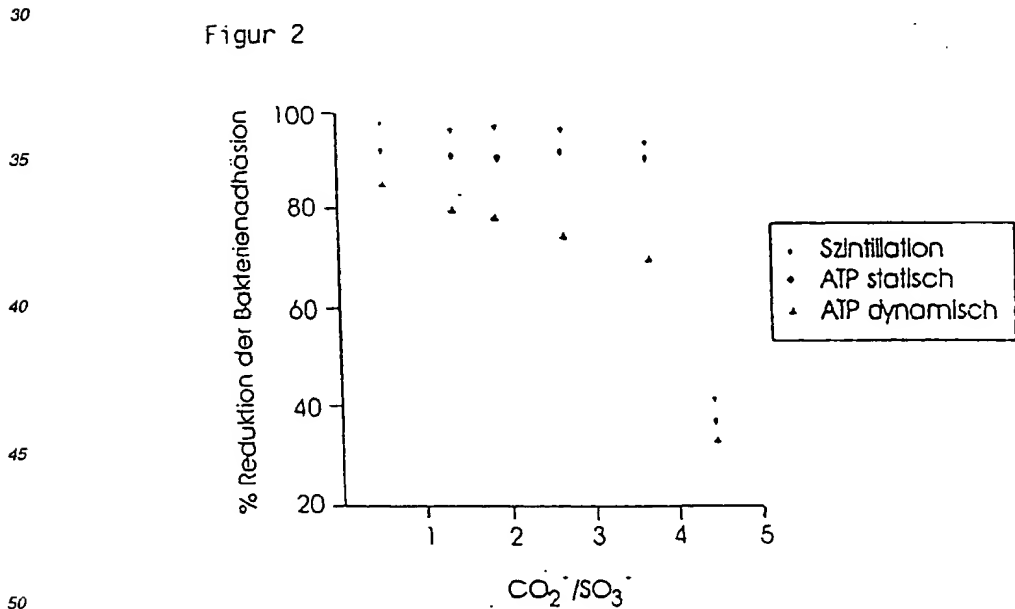 30
Figur 2
% Reduktion der Bakterienadhäsion
100
35
80
40
60
40
45
20
1 2 3 4 5
CO₂⁻/SO₃⁻
50
Szintillation
ATP statisch
ATP dynamisch